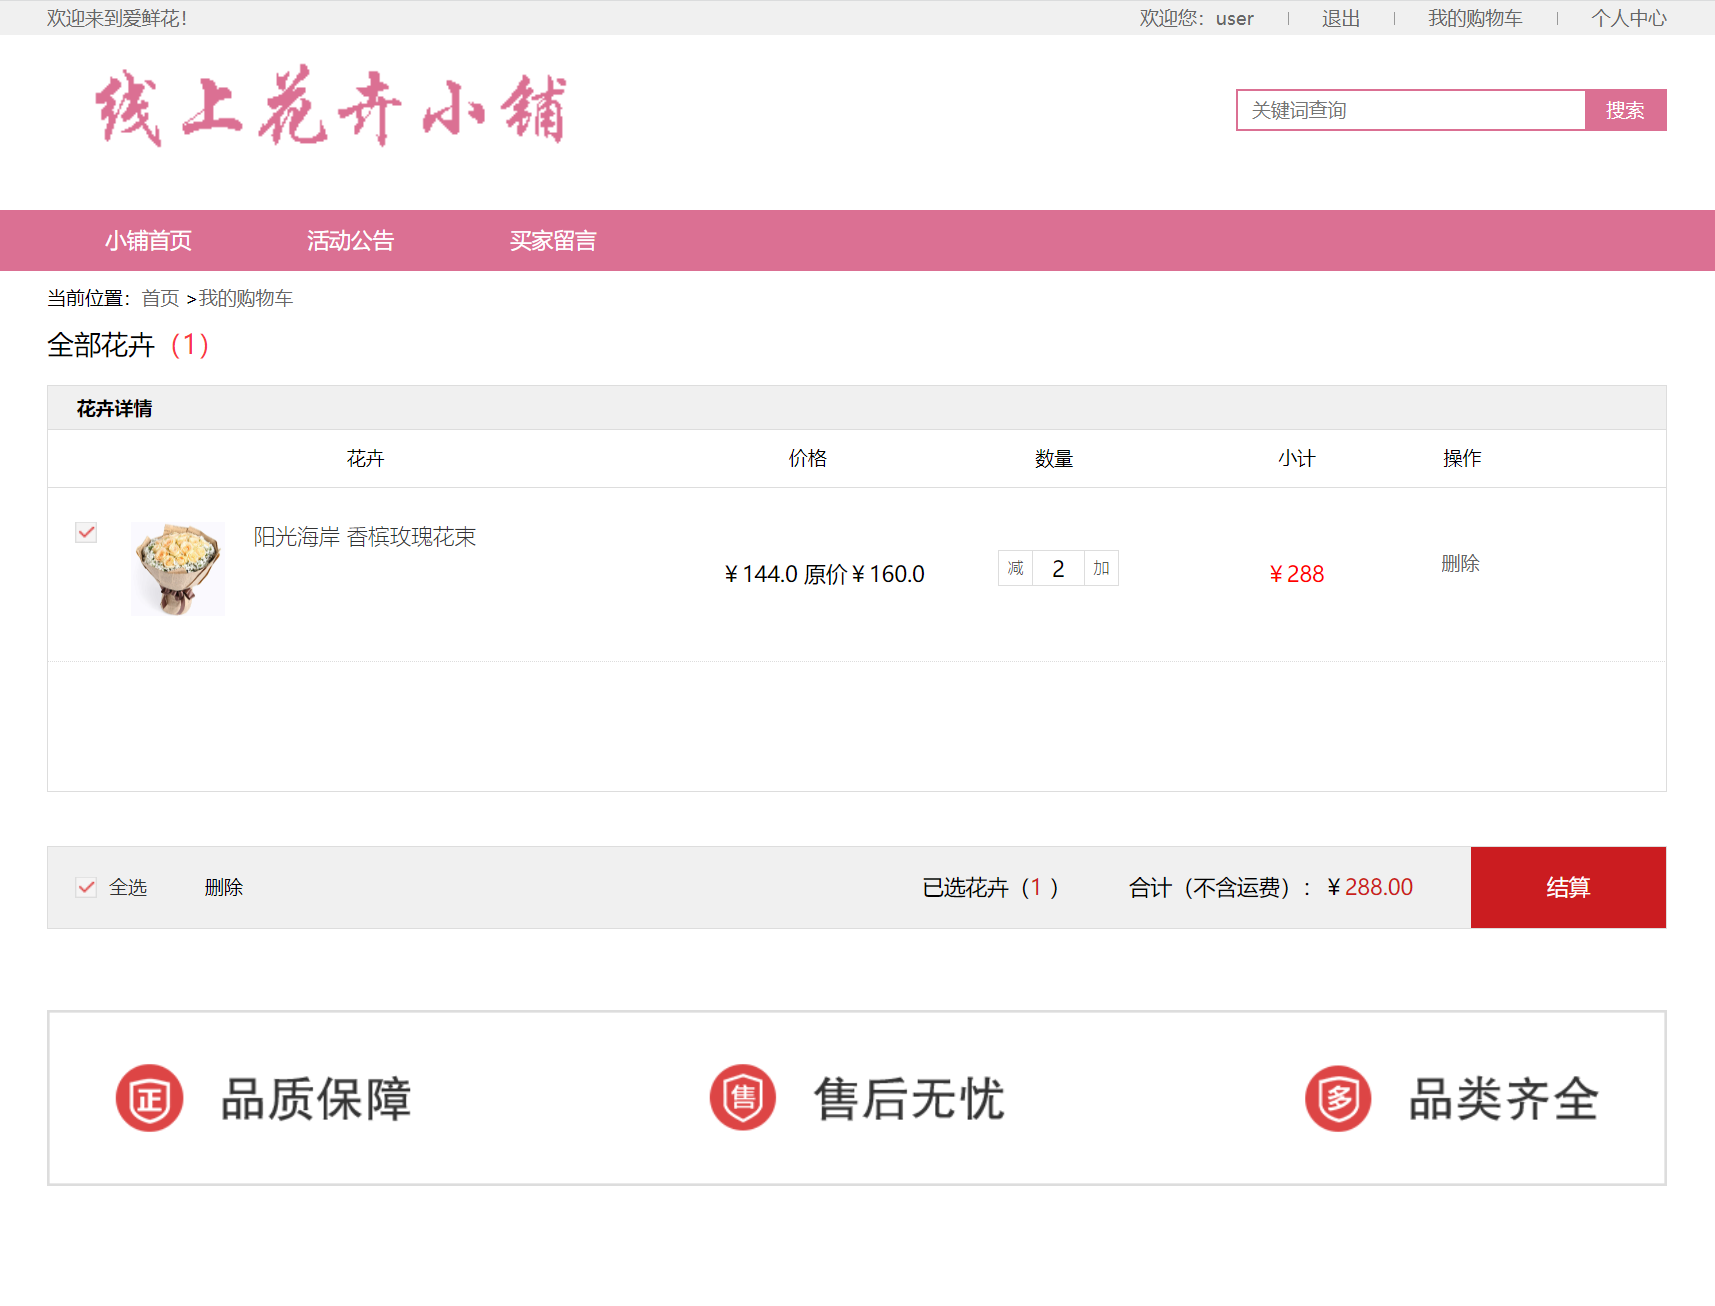 欢迎来到爱鲜花!
欢迎您：user
退出
我的购物车
个人中心
线上花卉小铺
关键词查询
搜索
小铺首页
活动公告
买家留言
当前位置：首页 >我的购物车
全部花卉（1）
花卉详情
花卉
价格
数量
小计
操作
阳光海岸 香槟玫瑰花束
¥144.0 原价¥160.0
减 2 加
¥288
删除
全选
删除
已选花卉（1 ）
合计（不含运费）：¥288.00
结算
正 品质保障
售 售后无忧
多 品类齐全